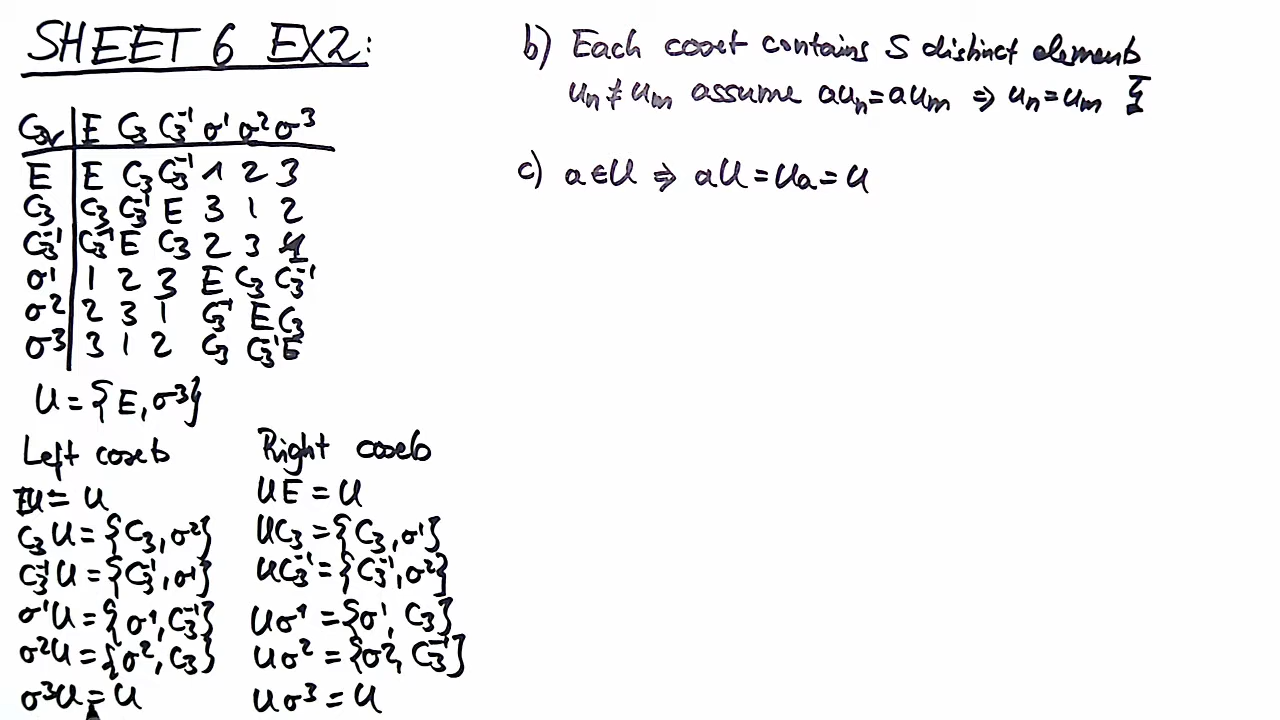 SHEET 6 EX2:
C3v | E C3 C3⁻¹ σ¹ σ² σ³
E | E C3 C3⁻¹ 1 2 3
C3 | C3 C3⁻¹ E 3 1 2
C3⁻¹ | C3⁻¹ E C3 2 3 1
σ¹ | 1 2 3 E C3 C3⁻¹
σ² | 2 3 1 C3⁻¹ E C3
σ³ | 3 1 2 C3 C3⁻¹ E
U = {E, σ³}
Left cosets
EU = U
C3 U = {C3, σ²}
C3⁻¹U = {C3⁻¹, σ¹}
σ¹U = {σ¹, C3⁻¹}
σ²U = {σ², C3}
σ³U = U
Right cosets
UE = U
UC3 = {C3, σ¹}
UC3⁻¹ = {C3⁻¹, σ²}
Uσ¹ = {σ¹, C3}
Uσ² = {σ², C3⁻¹}
Uσ³ = U
b) Each coset contains S distinct elements
un ≠ um assume aun = aum ⇒ un = um ↯
c) a ∈ U ⇒ aU = Ua = U